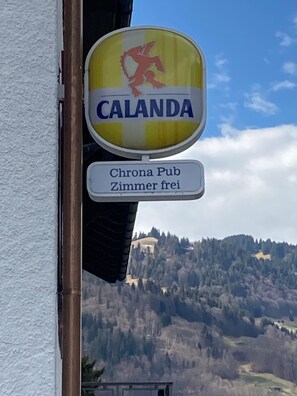 CALANDA
Chrona Pub
Zimmer frei